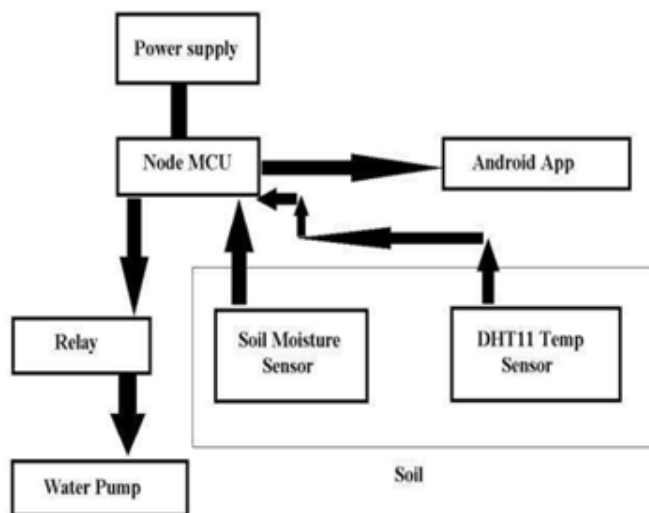 Power supply
Node MCU
Android App
Relay
Soil Moisture
Sensor
DHT11 Temp
Sensor
Water Pump
Soil